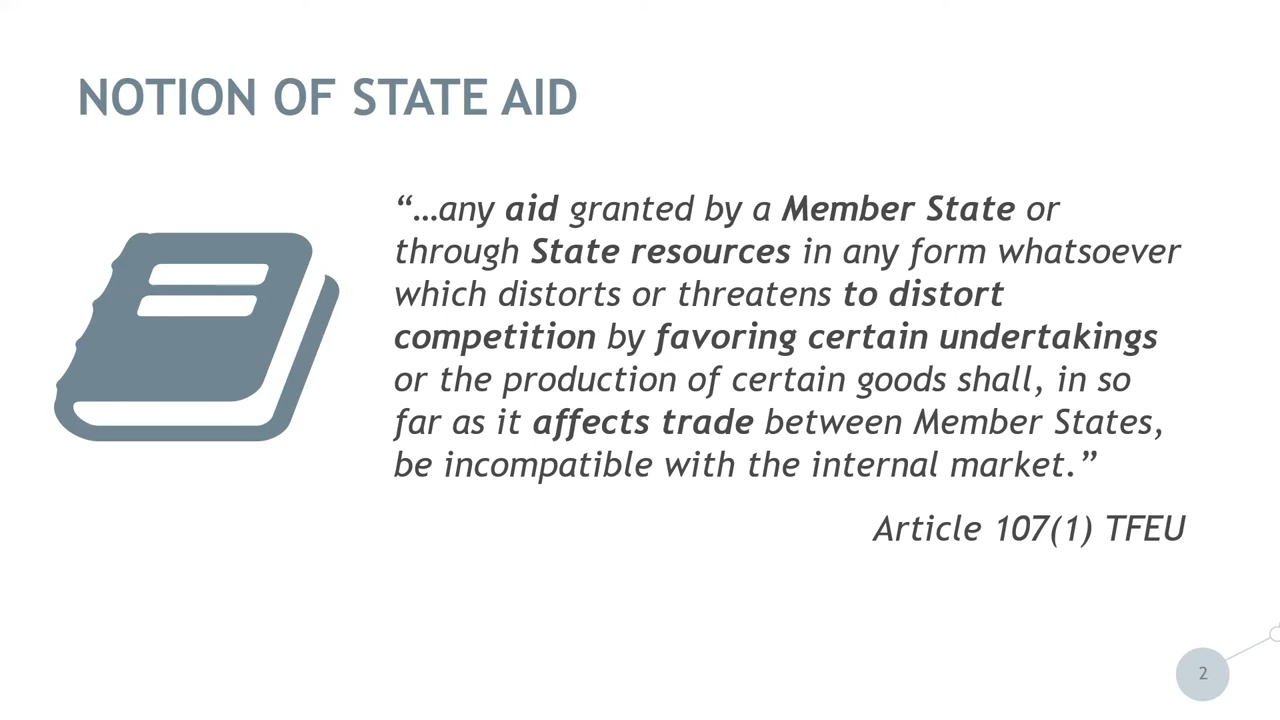 NOTION OF STATE AID
“…any aid granted by a Member State or
through State resources in any form whatsoever
which distorts or threatens to distort
competition by favoring certain undertakings
or the production of certain goods shall, in so
far as it affects trade between Member States,
be incompatible with the internal market.”
Article 107(1) TFEU
2